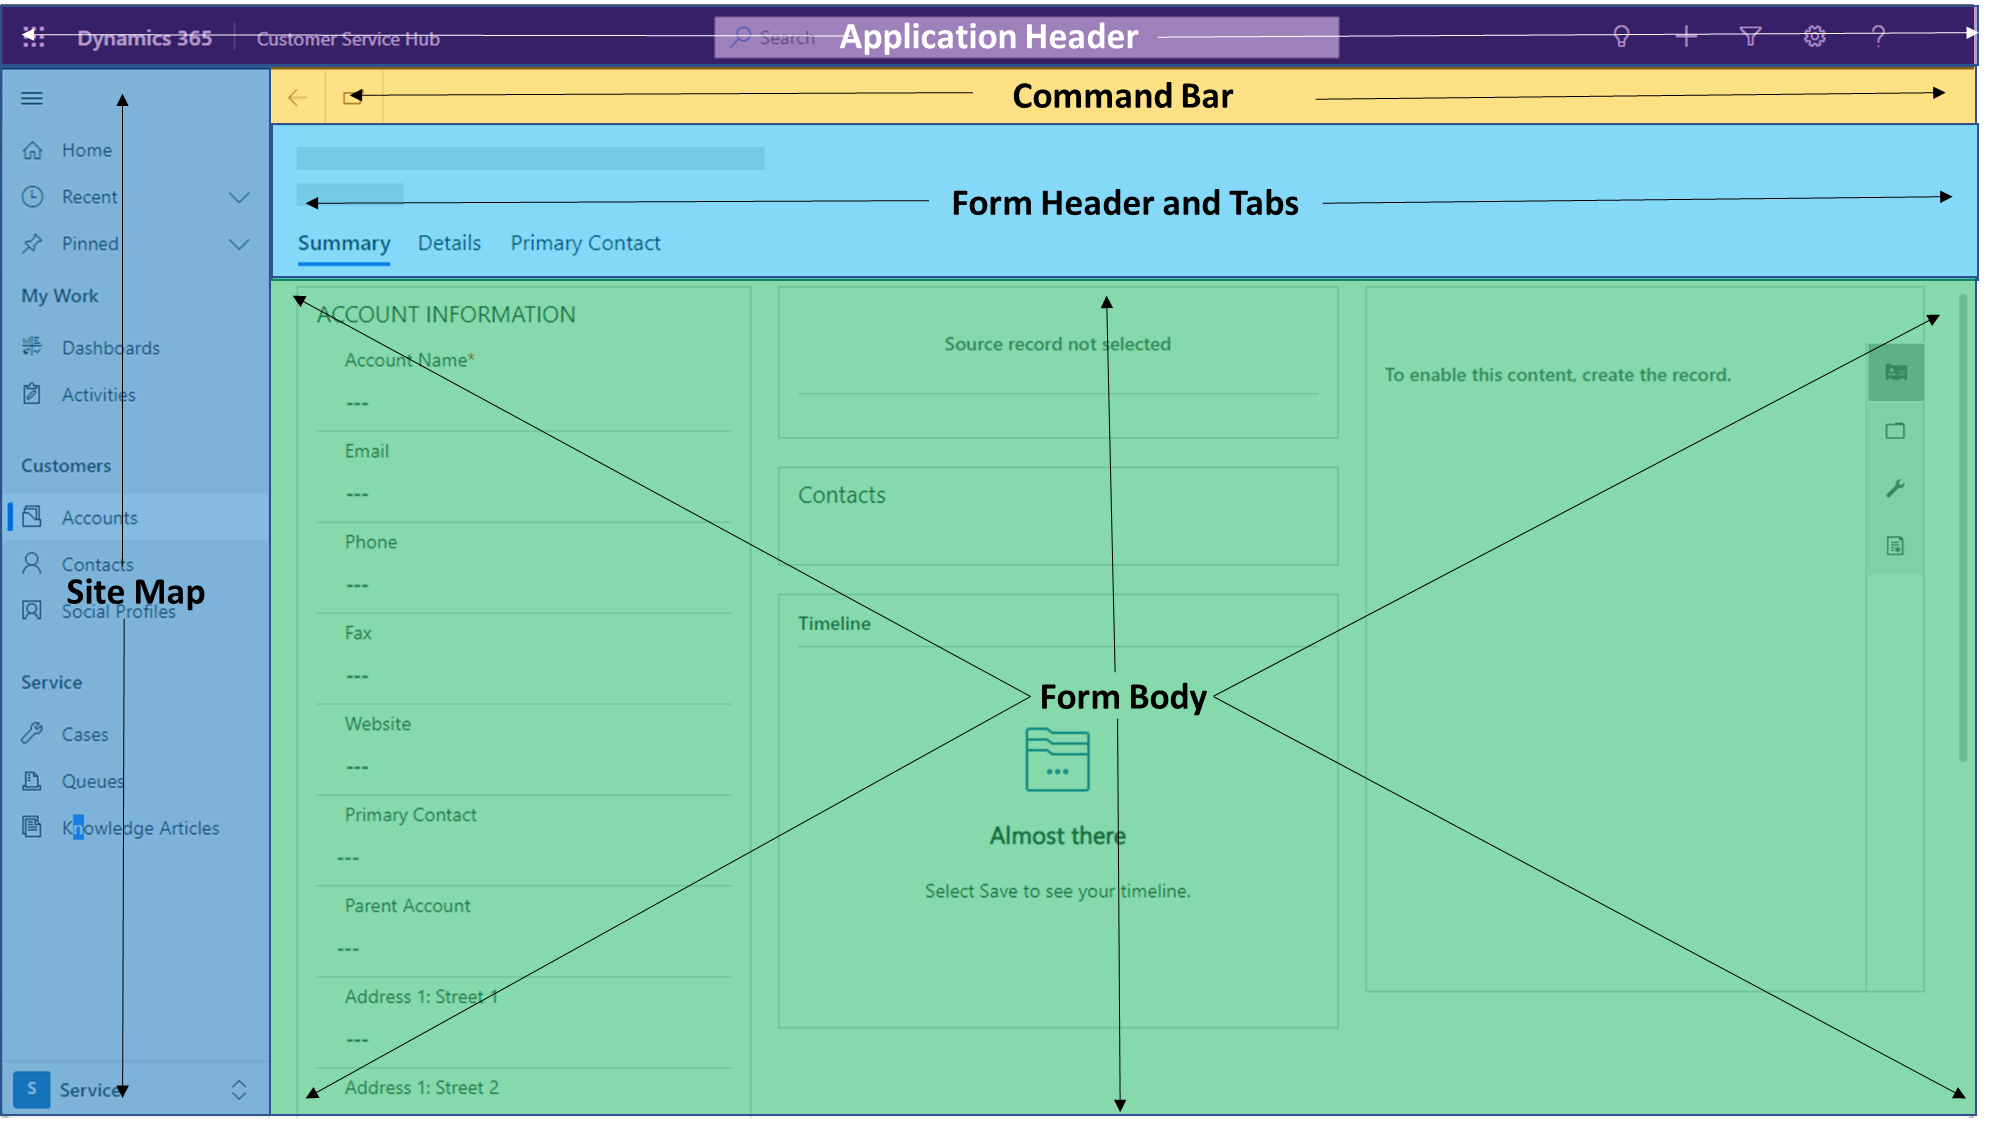 Dynamics 365
Customer Service Hub
Search
Application Header
?
Command Bar
Home
Recent
Pinned
My Work
Dashboards
Activities
Customers
Accounts
Contacts
Site Map
Social Profiles
Service
Cases
Queues
Knowledge Articles
S
Service
Form Header and Tabs
Summary
Details
Primary Contact
ACCOUNT INFORMATION
Account Name*
---
Email
---
Phone
---
Fax
---
Website
---
Primary Contact
---
Parent Account
---
Address 1: Street 1
---
Address 1: Street 2
Source record not selected
Contacts
Timeline
Form Body
Almost there
Select Save to see your timeline.
To enable this content, create the record.